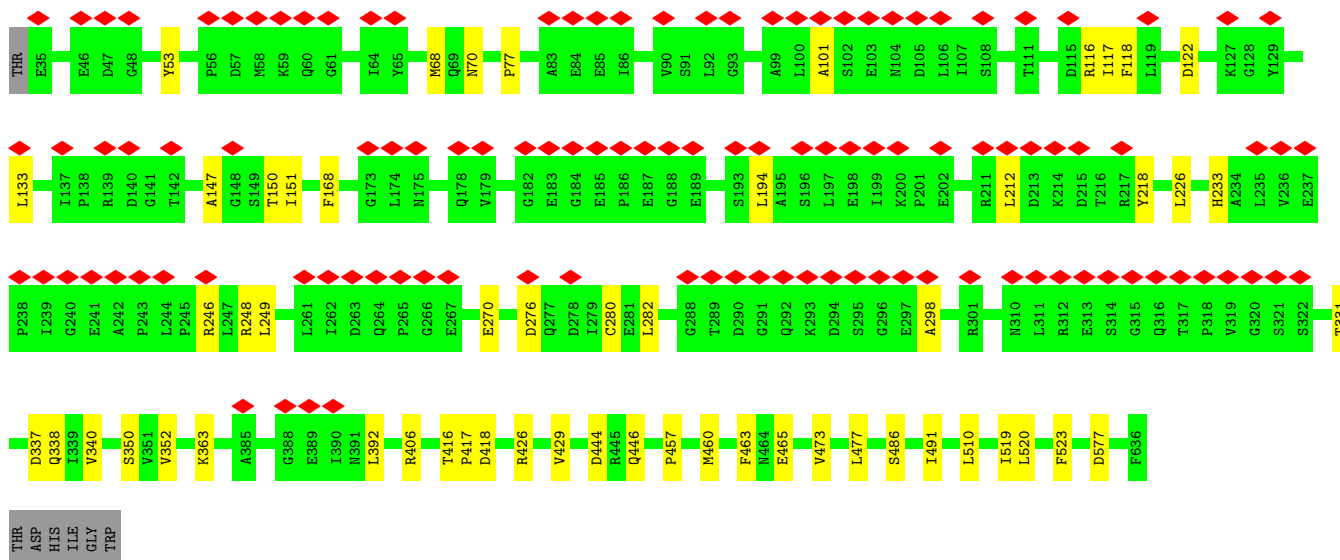 THR E35 E46 D47 G48 Y53 P56 D57 M58 K59 Q60 G61 I64 Y65 M68 Q69 N70 P77 A83 E84 E85 I86 V90 S91 L92 G93 A99 L100 A101 S102 E103 N104 D105 L106 I107 S108 T111 D115 R116 I117 F118 L119 D122 K127 G128 Y129
L133 I137 P138 R139 D140 G141 T142 A147 G148 S149 T150 I151 F168 G173 L174 N175 Q178 V179 G182 E183 G184 E185 P186 E187 G188 E189 S193 L194 A195 S196 L197 E198 I199 K200 P201 E202 R211 L212 D213 K214 D215 T216 R217 Y218 L226 H233 A234 L235 V236 E237
P238 I239 G240 E241 A242 P243 L244 P245 R246 L247 R248 L249 L261 I262 D263 Q264 P265 G266 E267 E270 D276 Q277 D278 I279 C280 E281 L282 G288 T289 D290 G291 Q292 K293 D294 S295 G296 E297 A298 R301 N310 L311 R312 E313 S314 G315 Q316 T317 P318 V319 G320 S321 S322 T331
D337 Q338 I339 V340 S350 V351 V352 K363 A385 G388 E389 I390 N391 L392 R406 T416 P417 D418 R426 V429 D444 R445 Q446 P457 M460 F463 N464 E465 V473 L477 S486 I491 L510 I519 L520 F523 D577 F636
THR ASP HIS ILE GLY TRP